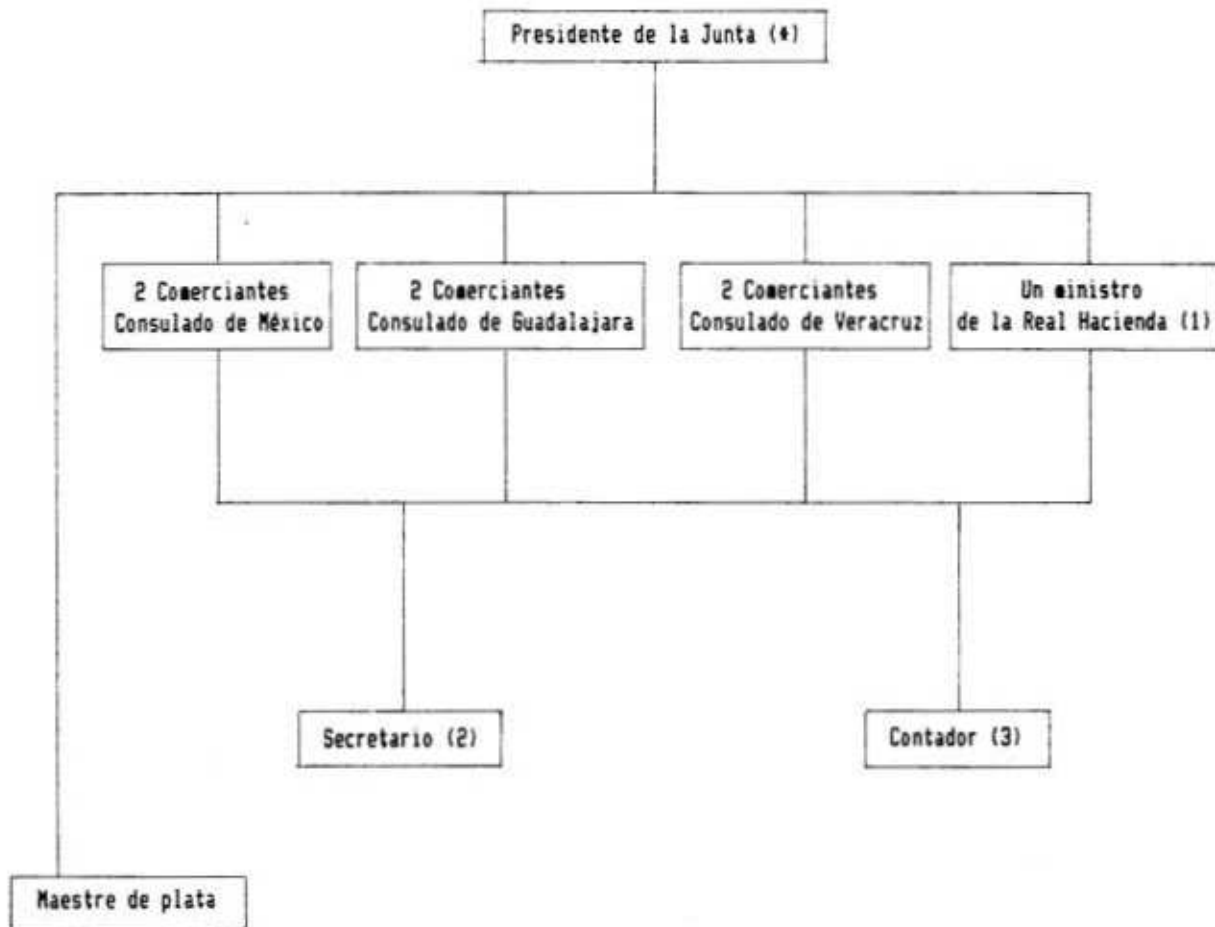 Presidente de la Junta (*)
2 Comerciantes
Consulado de México
2 Comerciantes
Consulado de Guadalajara
2 Comerciantes
Consulado de Veracruz
Un ministro
de la Real Hacienda (1)
Secretario (2)
Contador (3)
Maestre de plata